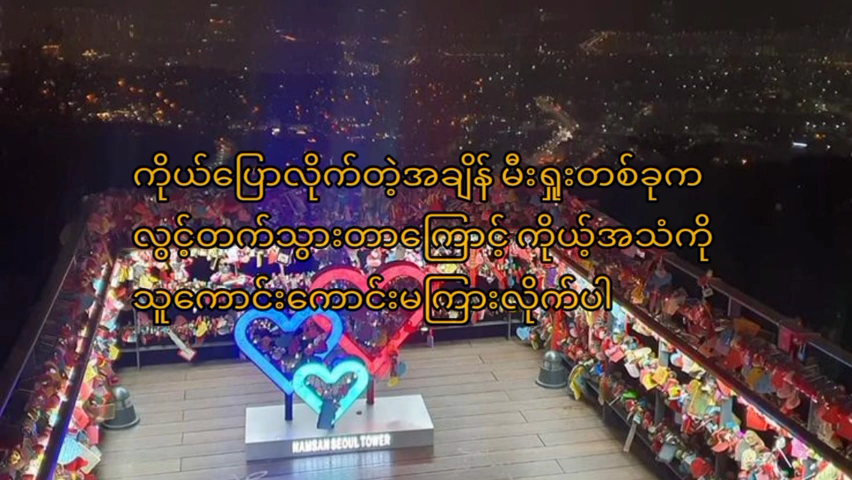 ကိုယ်ပြောလိုက်တဲ့အချိန် မီးရှူးတစ်ခုက
လွင့်တက်သွားတာကြောင့် ကိုယ့်အသံကို
သူကောင်းကောင်းမကြားလိုက်ပါ
NAMSAN SEOUL TOWER